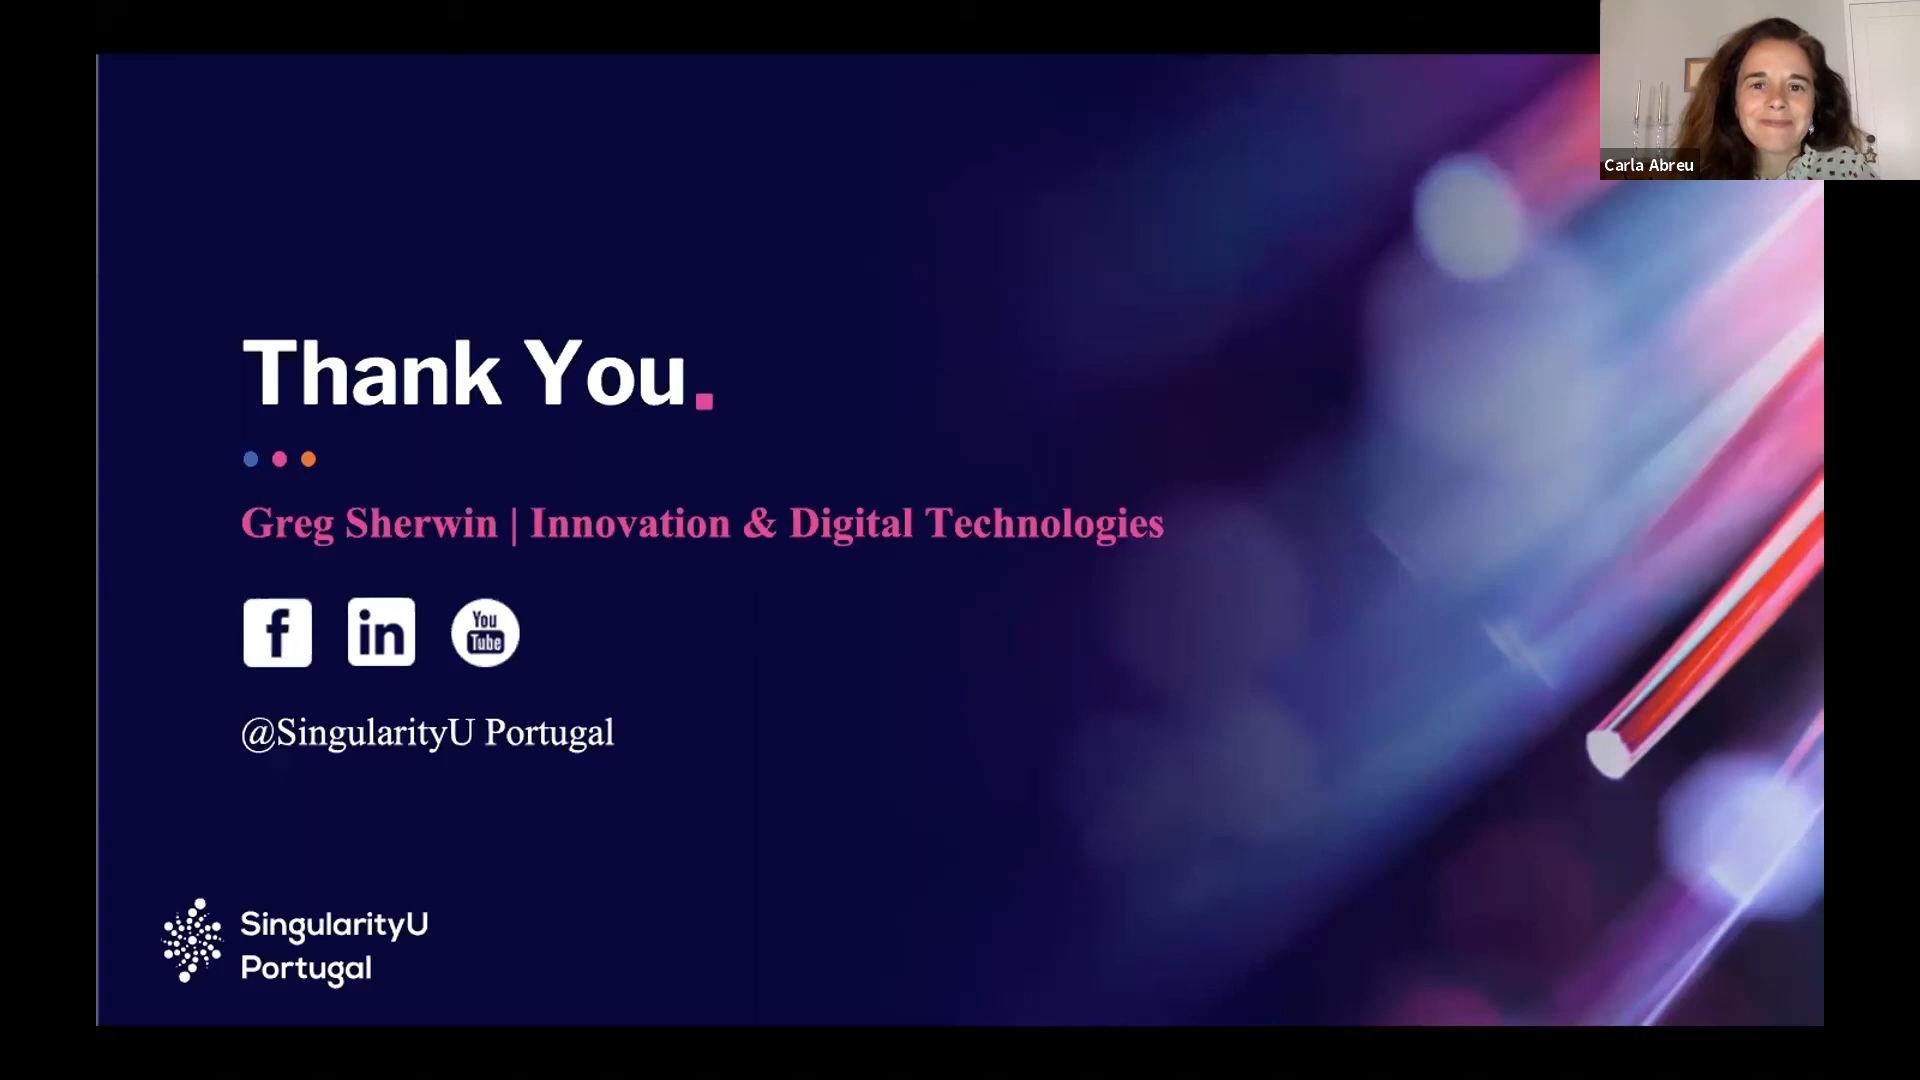 Carla Abreu
Thank You.
Greg Sherwin | Innovation & Digital Technologies
f
in
You
Tube
@SingularityU Portugal
SingularityU
Portugal